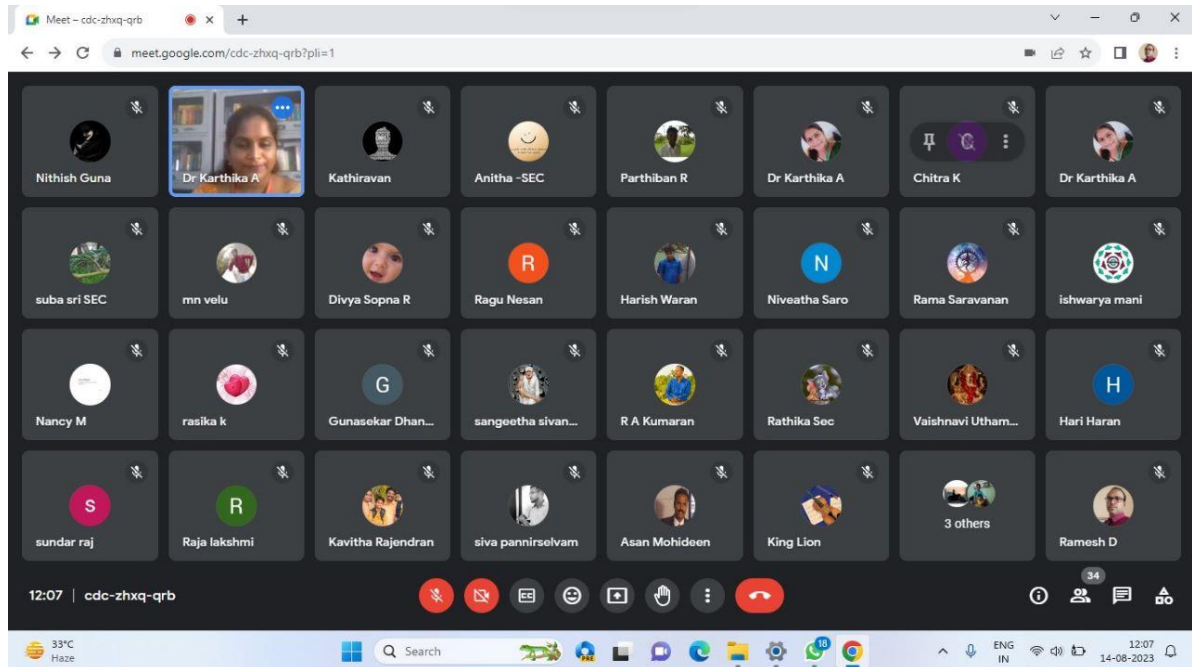 Meet – cdc-zhxq-qrb
meet.google.com/cdc-zhxq-qrb?pli=1
Nithish Guna
Dr Karthika A
Kathiravan
Anitha -SEC
Parthiban R
Dr Karthika A
Chitra K
Dr Karthika A
suba sri SEC
mn velu
Divya Sopna R
R
Ragu Nesan
Harish Waran
N
Niveatha Saro
Rama Saravanan
ishwarya mani
Nancy M
rasika k
G
Gunasekar Dhan...
sangeetha sivan...
R A Kumaran
Rathika Sec
Vaishnavi Utham...
H
Hari Haran
s
sundar raj
R
Raja lakshmi
Kavitha Rajendran
siva pannirselvam
Asan Mohideen
King Lion
3 others
Ramesh D
12:07 | cdc-zhxq-qrb
CC
34
33°C
Haze
Search
PRE
18
ENG
IN
12:07
14-08-2023